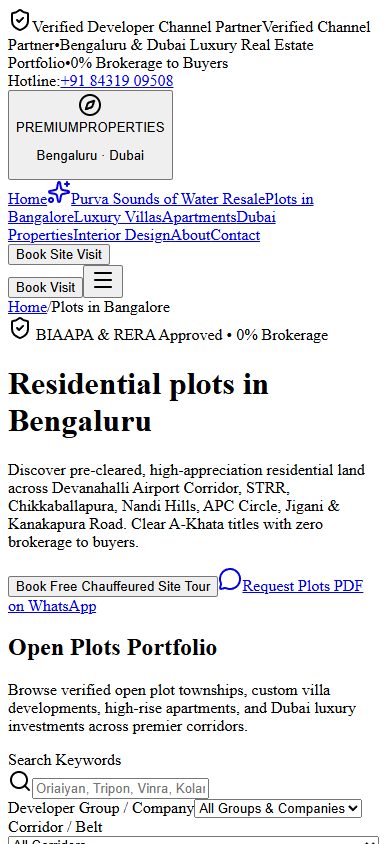 Verified Developer Channel PartnerVerified Channel
Partner•Bengaluru & Dubai Luxury Real Estate
Portfolio•0% Brokerage to Buyers
Hotline:+91 84319 09508
PREMIUMPROPERTIES
Bengaluru · Dubai
HomePurva Sounds of Water ResalePlots in
BangaloreLuxury VillasApartmentsDubai
PropertiesInterior DesignAboutContact
Book Site Visit
Book Visit
Home/Plots in Bangalore
BIAAPA & RERA Approved • 0% Brokerage
Residential plots in
Bengaluru
Discover pre-cleared, high-appreciation residential land
across Devanahalli Airport Corridor, STRR,
Chikkaballapura, Nandi Hills, APC Circle, Jigani &
Kanakapura Road. Clear A-Khata titles with zero
brokerage to buyers.
Book Free Chauffeured Site TourRequest Plots PDF
on WhatsApp
Open Plots Portfolio
Browse verified open plot townships, custom villa
developments, high-rise apartments, and Dubai luxury
investments across premier corridors.
Search Keywords
Oriaiyan, Tripon, Vinra, Kolar
Developer Group / CompanyAll Groups & Companies
Corridor / Belt
All Corridors